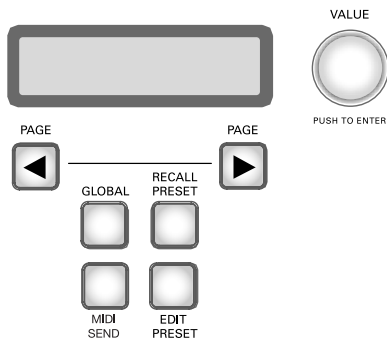 VALUE
PUSH TO ENTER
PAGE
PAGE
GLOBAL
RECALL
PRESET
MIDI
SEND
EDIT
PRESET